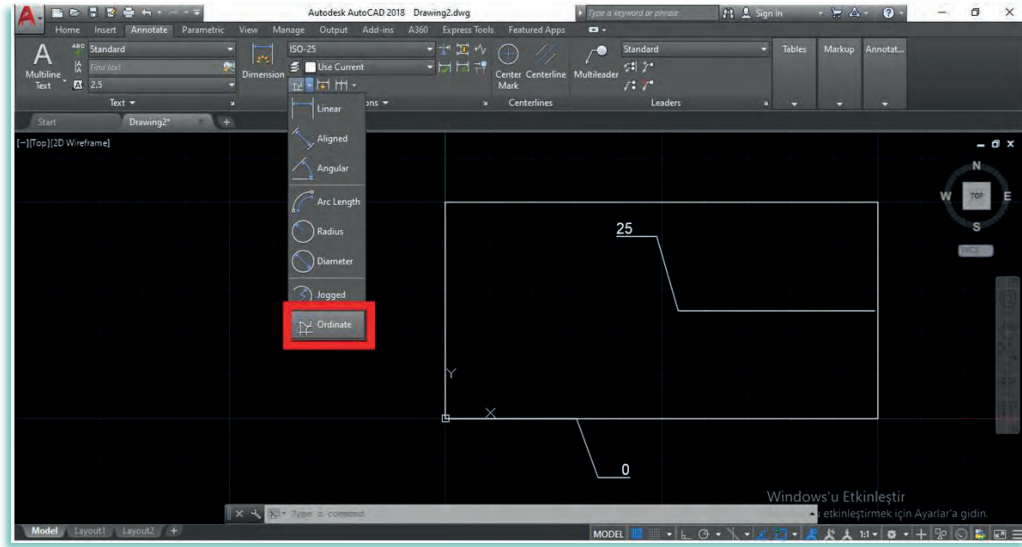 Autodesk AutoCAD 2018 Drawing2.dwg
Type a keyword or phrase
Sign In
Home Insert Annotate Parametric View Manage Output Add-ins A360 Express Tools Featured Apps
Multiline Text
Standard
Find text
2.5
Text
Dimension
ISO-25
Use Current
Center Mark
Centerline
Centerlines
Multileader
Standard
Leaders
Tables
Markup
Annotat...
Start
Drawing2*
[−][Top][2D Wireframe]
Linear
Aligned
Angular
Arc Length
Radius
Diameter
Jogged
Ordinate
25
0
Y
X
N
W
TOP
E
S
Windows'u Etkinleştir
etkinleştirmek için Ayarlar'a gidin.
Type a command
Model
Layout1
Layout2
MODEL
1:1